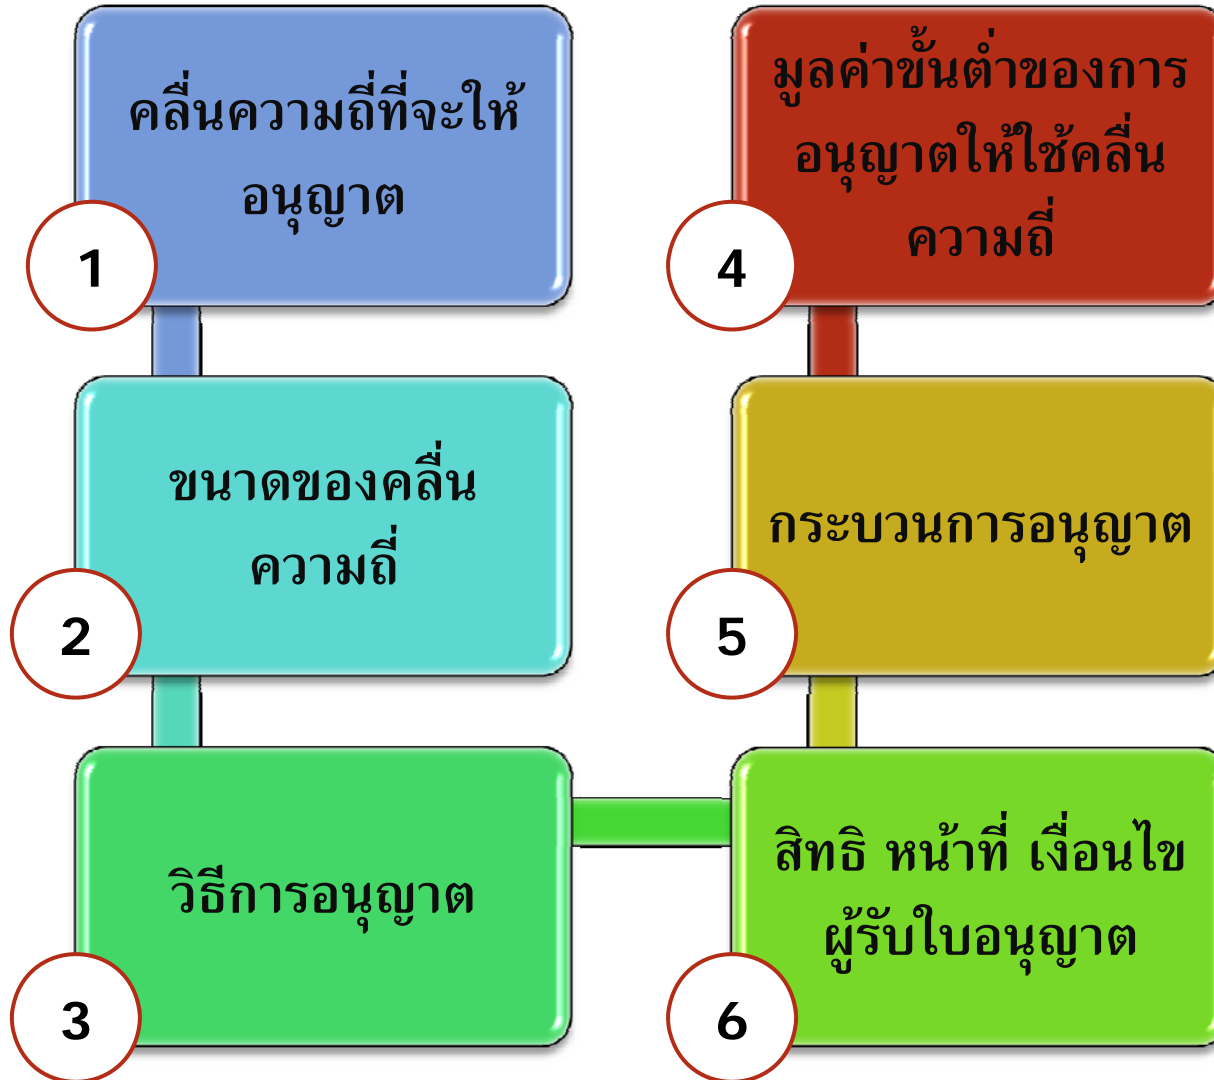 1
คลื่นความถี่ที่จะให้
อนุญาต
2
ขนาดของคลื่น
ความถี่
3
วิธีการอนุญาต
4
มูลค่าขั้นต่ำของการ
อนุญาตให้ใช้คลื่น
ความถี่
5
กระบวนการอนุญาต
6
สิทธิ หน้าที่ เงื่อนไข
ผู้รับใบอนุญาต